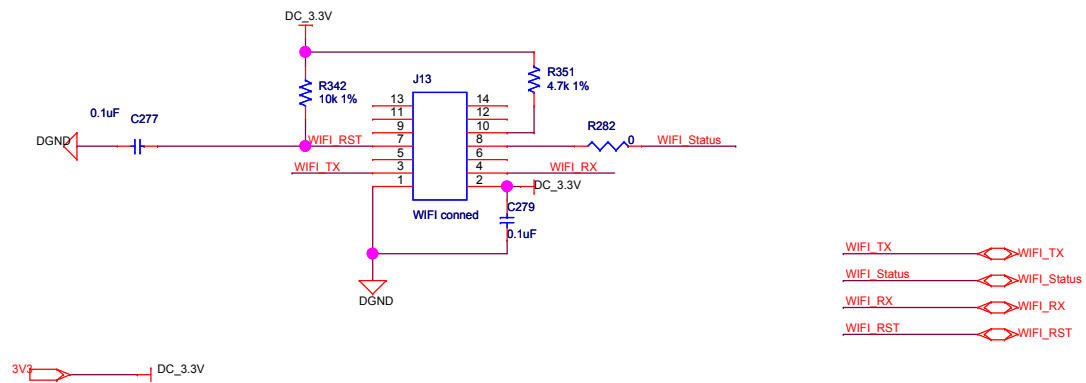 DC_3.3V
J13
R351
4.7k 1%
R342
10k 1%
13 14
11 12
9 10
0.1uF
C277
R282
DGND
WIFI_RST
7 8
0
WIFI_Status
5 6
WIFI_TX
3 4
WIFI_RX
1 2
DC_3.3V
C279
WIFI conned
0.1uF
DGND
WIFI_TX WIFI_TX
WIFI_Status WIFI_Status
WIFI_RX WIFI_RX
WIFI_RST WIFI_RST
3V3
DC_3.3V